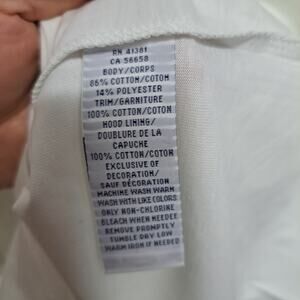 RN 41381
CA 56658
BODY/CORPS
86% COTTON/COTON
14% POLYESTER
TRIM/GARNITURE
100% COTTON/COTON
HOOD LINING/
DOUBLURE DE LA
CAPUCHE
100% COTTON/COTON
EXCLUSIVE OF
DECORATION/
SAUF DÉCORATION
MACHINE WASH WARM
WASH WITH LIKE COLORS
ONLY NON-CHLORINE
BLEACH WHEN NEEDED
REMOVE PROMPTLY
TUMBLE DRY LOW
WARM IRON IF NEEDED